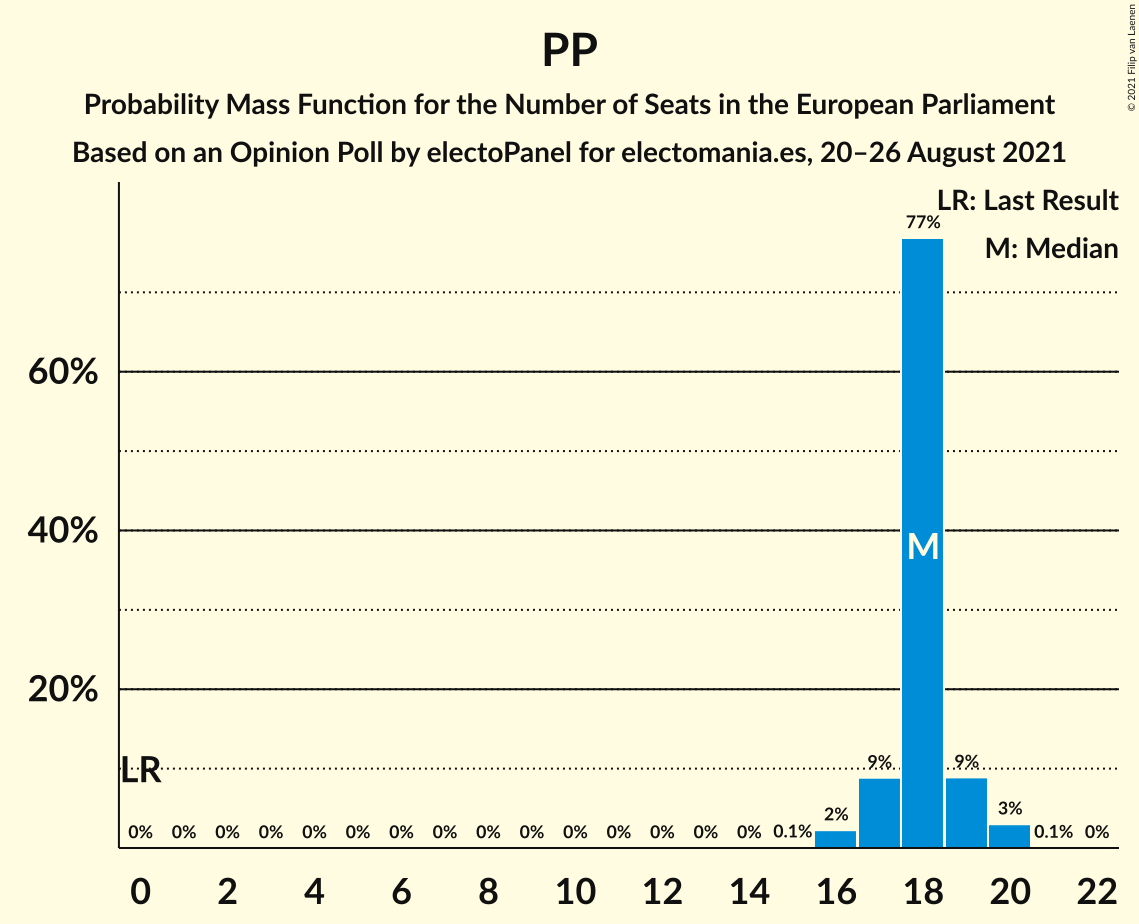 PP
Probability Mass Function for the Number of Seats in the European Parliament
Based on an Opinion Poll by electoPanel for electomania.es, 20–26 August 2021
© 2021 Filip van Laenen
LR: Last Result
M: Median
60%
40%
20%
LR
M
0% 0% 0% 0% 0% 0% 0% 0% 0% 0% 0% 0% 0% 0% 0% 0.1% 2% 9% 77% 9% 3% 0.1% 0%
0 2 4 6 8 10 12 14 16 18 20 22